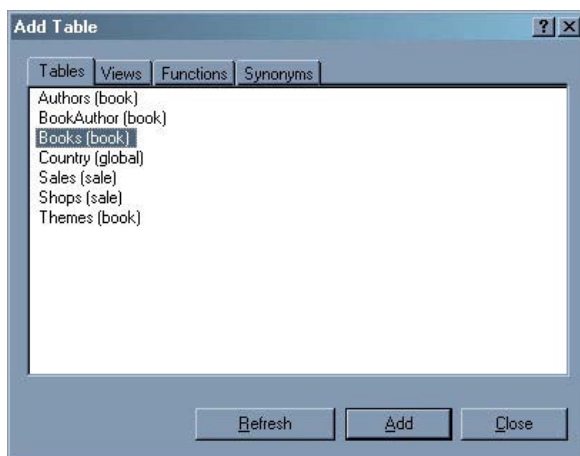 Add Table
Tables Views Functions Synonyms
Authors (book)
BookAuthor (book)
Books (book)
Country (global)
Sales (sale)
Shops (sale)
Themes (book)
Refresh Add Close